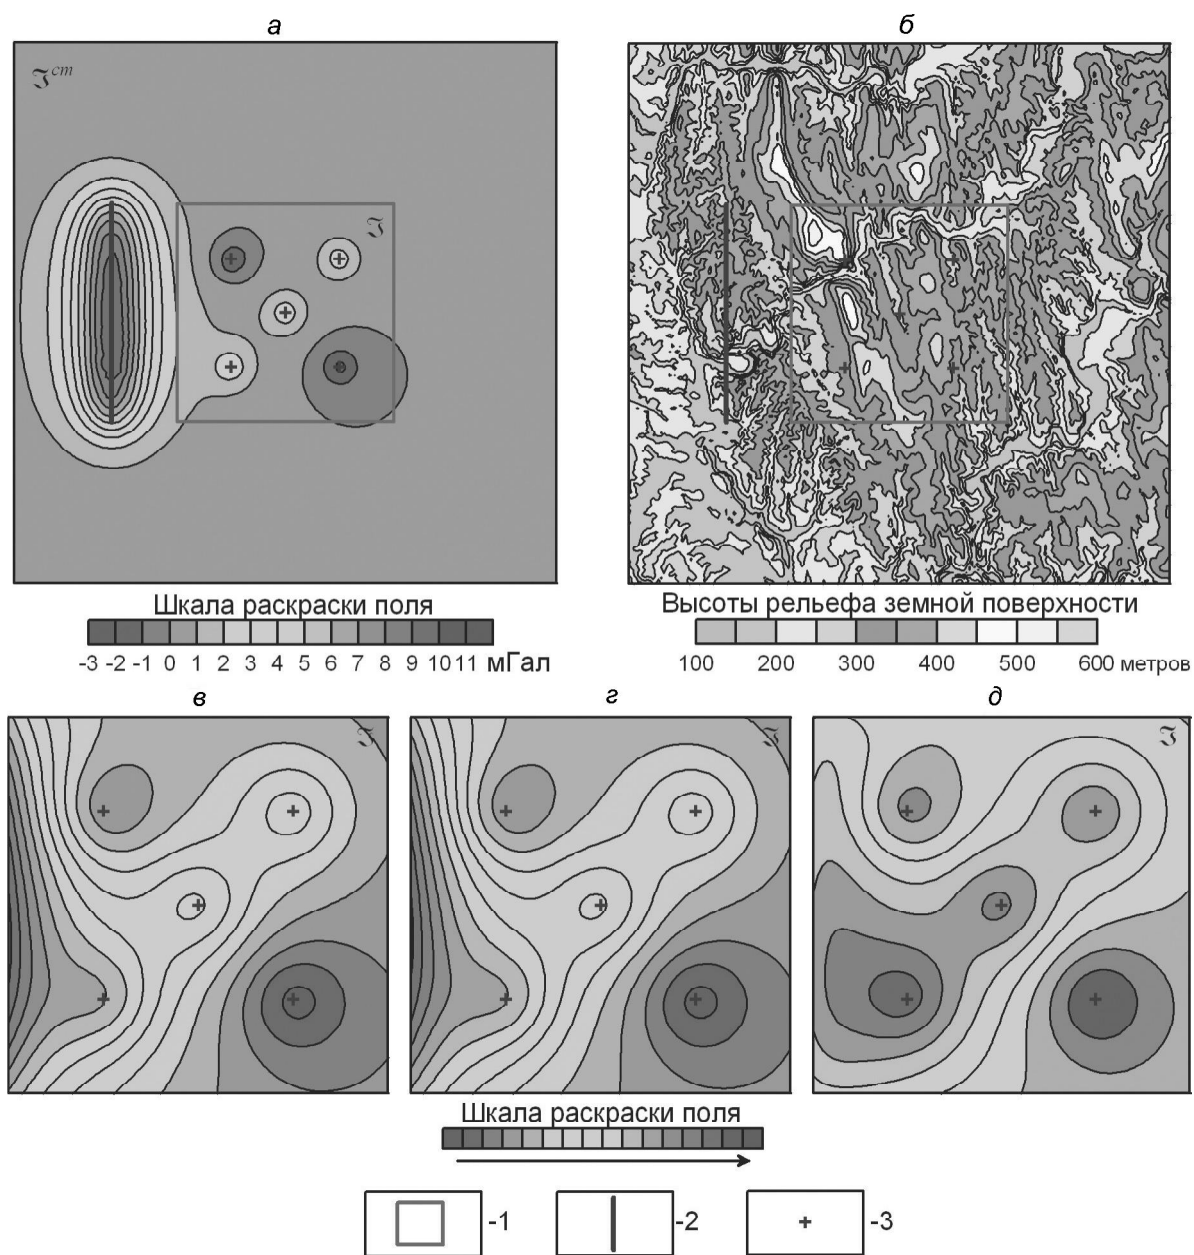 а
б
ℑ^{ст}
ℑ
Шкала раскраски поля
-3 -2 -1 0 1 2 3 4 5 6 7 8 9 10 11 мГал
Высоты рельефа земной поверхности
100 200 300 400 500 600 метров
в
г
д
ℑ
ℑ
ℑ
Шкала раскраски поля
-1
-2
-3